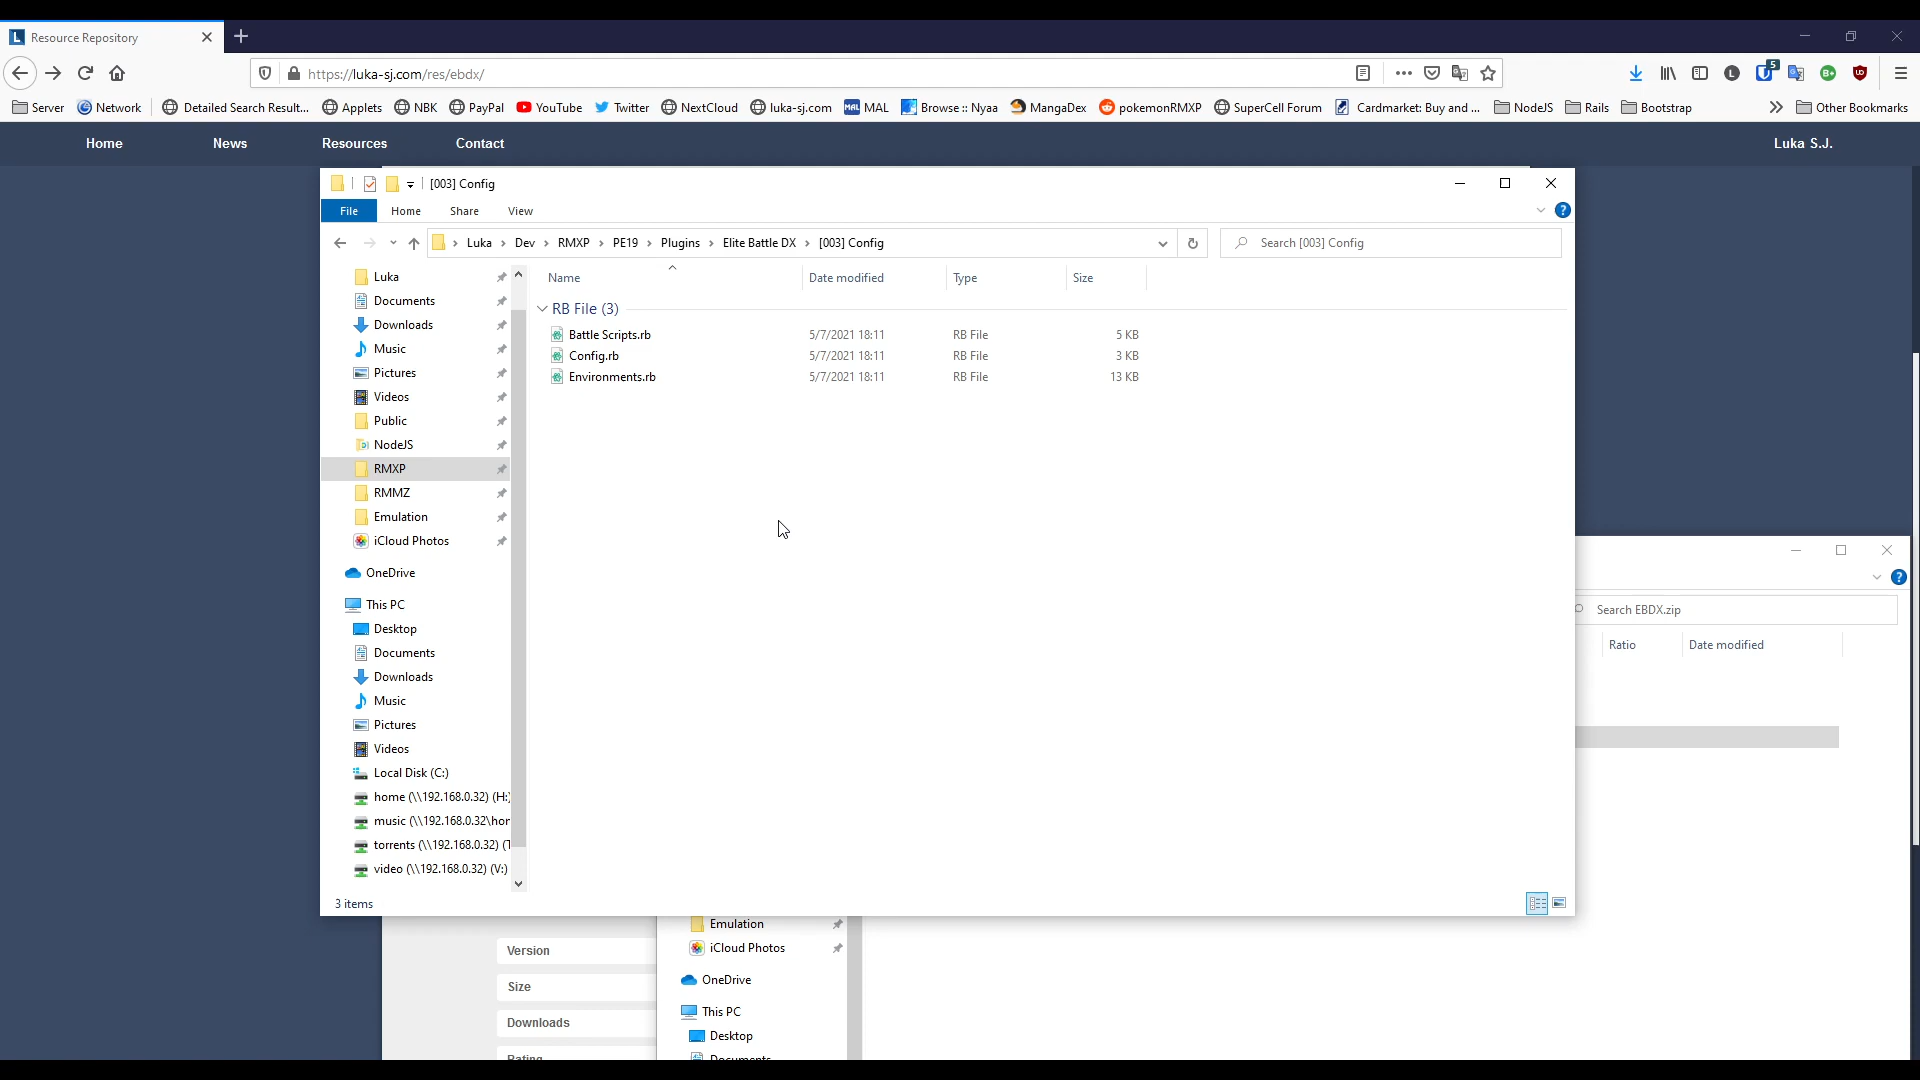 Resource Repository
https://luka-sj.com/res/ebdx/
5
Server
Network
Detailed Search Result...
Applets
NBK
PayPal
YouTube
Twitter
NextCloud
luka-sj.com
MAL
Browse :: Nyaa
MangaDex
pokemonRMXP
SuperCell Forum
Cardmarket: Buy and ...
NodeJS
Rails
Bootstrap
Other Bookmarks
Home
News
Resources
Contact
Luka S.J.
[003] Config
File
Home
Share
View
Luka > Dev > RMXP > PE19 > Plugins > Elite Battle DX > [003] Config
Search [003] Config
Luka
Documents
Downloads
Music
Pictures
Videos
Public
NodeJS
RMXP
RMMZ
Emulation
iCloud Photos
OneDrive
This PC
Desktop
Documents
Downloads
Music
Pictures
Videos
Local Disk (C:)
home (\\192.168.0.32) (H:)
music (\\192.168.0.32\hor
torrents (\\192.168.0.32) (T
video (\\192.168.0.32) (V:)
Name
Date modified
Type
Size
RB File (3)
Battle Scripts.rb 5/7/2021 18:11 RB File 5 KB
Config.rb 5/7/2021 18:11 RB File 3 KB
Environments.rb 5/7/2021 18:11 RB File 13 KB
3 items
Search EBDX.zip
Ratio
Date modified
Version
Size
Downloads
Rating
Emulation
iCloud Photos
OneDrive
This PC
Desktop
Documents